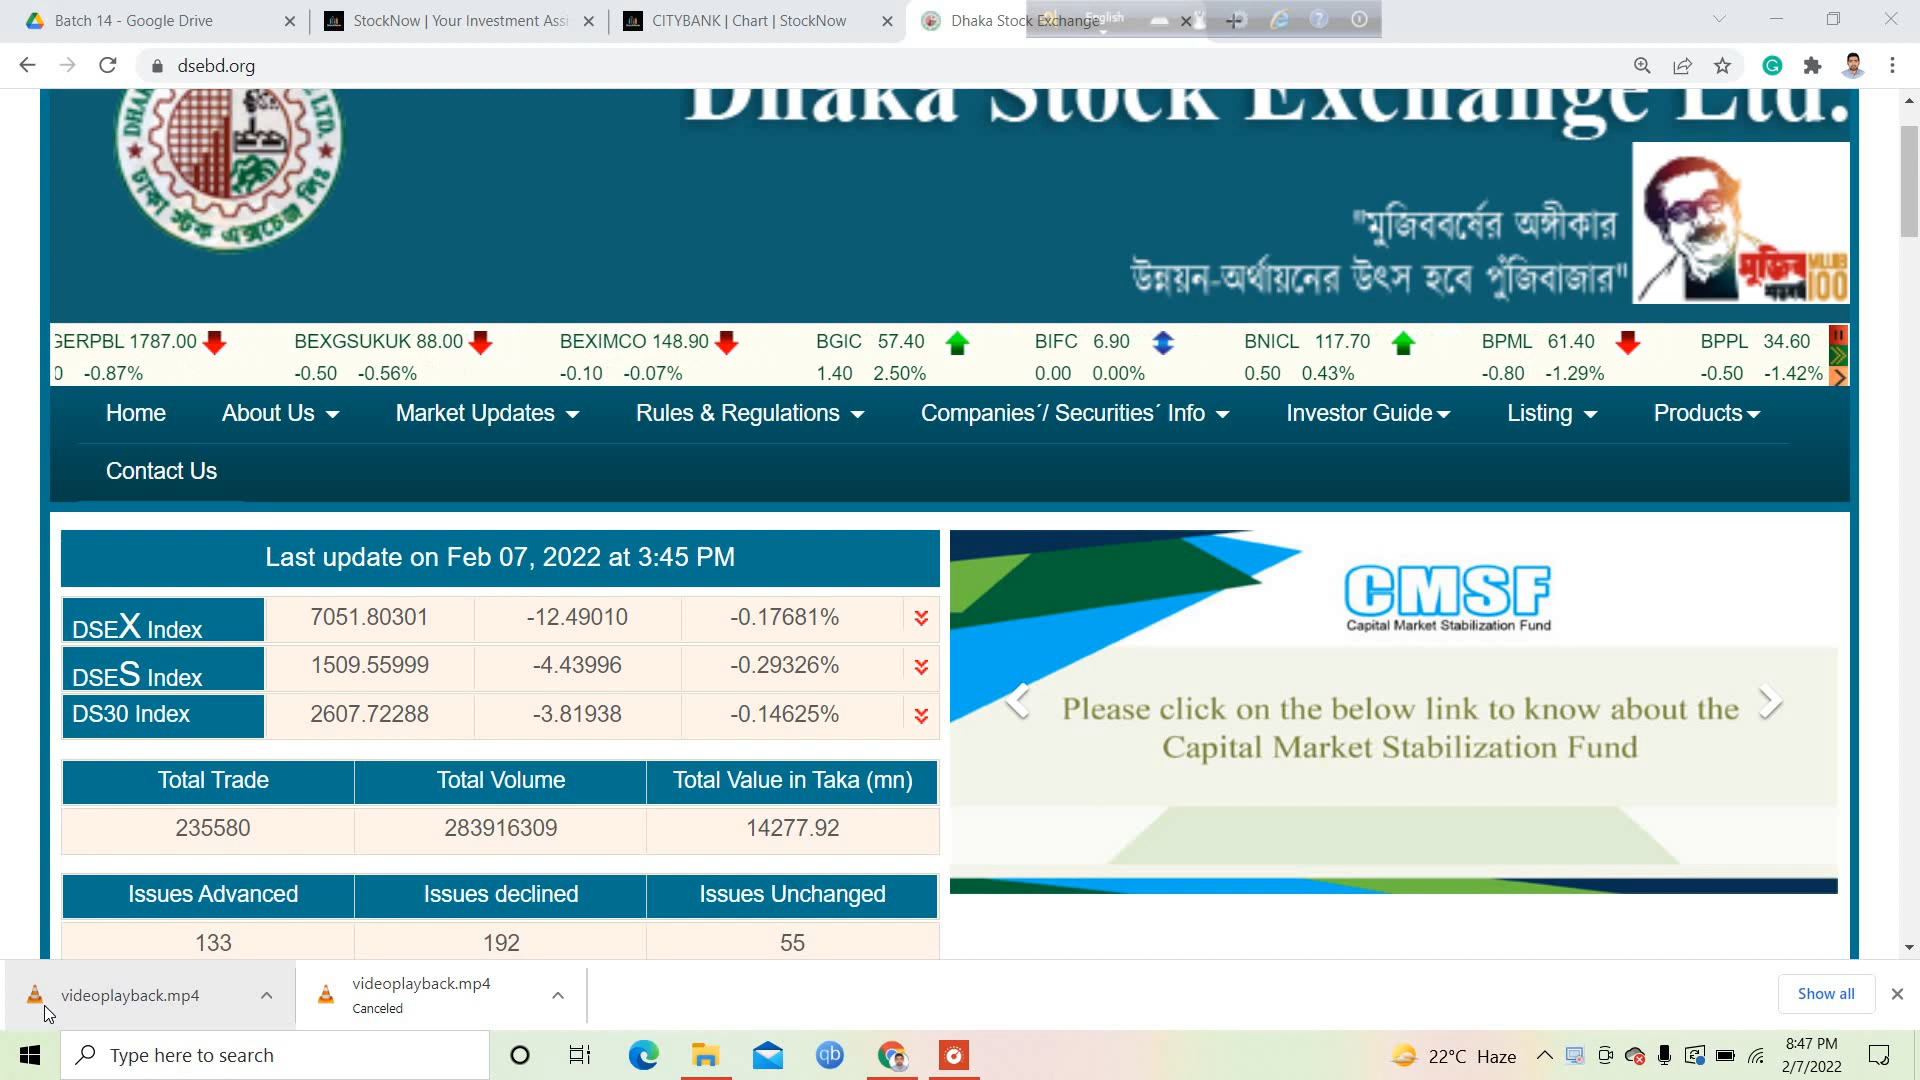 Batch 14 - Google Drive
StockNow | Your Investment Assi
CITYBANK | Chart | StockNow
Dhaka Stock Exchange
English
dsebd.org
Dhaka Stock Exchange Ltd.
ঢাকা স্টক এক্সচেঞ্জ লিঃ
"মুজিববর্ষের অঙ্গীকার
উন্নয়ন-অর্থায়নের উৎস হবে পুঁজিবাজার"
মুজিব
100
GERPBL 1787.00 BEXGSUKUK 88.00 BEXIMCO 148.90 BGIC 57.40 BIFC 6.90 BNICL 117.70 BPML 61.40 BPPL 34.60
0 -0.87% -0.50 -0.56% -0.10 -0.07% 1.40 2.50% 0.00 0.00% 0.50 0.43% -0.80 -1.29% -0.50 -1.42%
Home About Us Market Updates Rules & Regulations Companies´/ Securities´ Info Investor Guide Listing Products
Contact Us
Last update on Feb 07, 2022 at 3:45 PM
DSEX Index 7051.80301 -12.49010 -0.17681%
DSES Index 1509.55999 -4.43996 -0.29326%
DS30 Index 2607.72288 -3.81938 -0.14625%
Total Trade Total Volume Total Value in Taka (mn)
235580 283916309 14277.92
Issues Advanced Issues declined Issues Unchanged
133 192 55
CMSF
Capital Market Stabilization Fund
Please click on the below link to know about the
Capital Market Stabilization Fund
videoplayback.mp4
videoplayback.mp4
Canceled
Show all
Type here to search
qb
22°C Haze
8:47 PM
2/7/2022